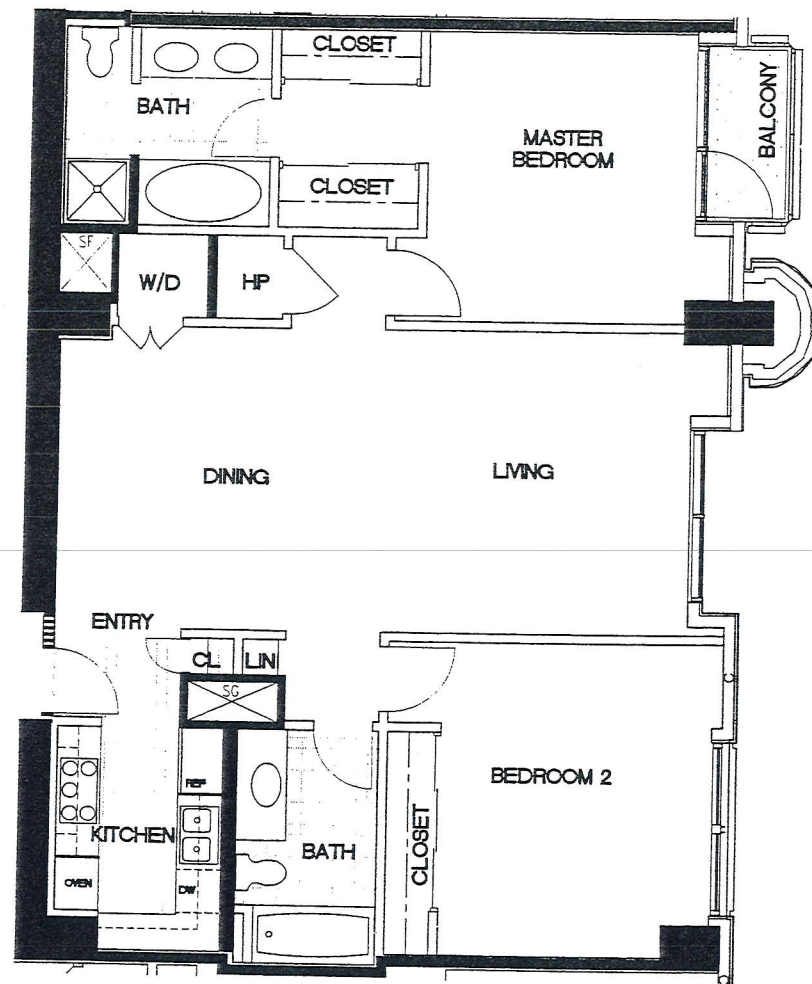 CLOSET
BATH
MASTER
BEDROOM
BALCONY
CLOSET
SF
W/D
HP
DINING
LIVING
ENTRY
CL
LIN
SG
REF
BEDROOM 2
KITCHEN
BATH
CLOSET
OVEN
DW